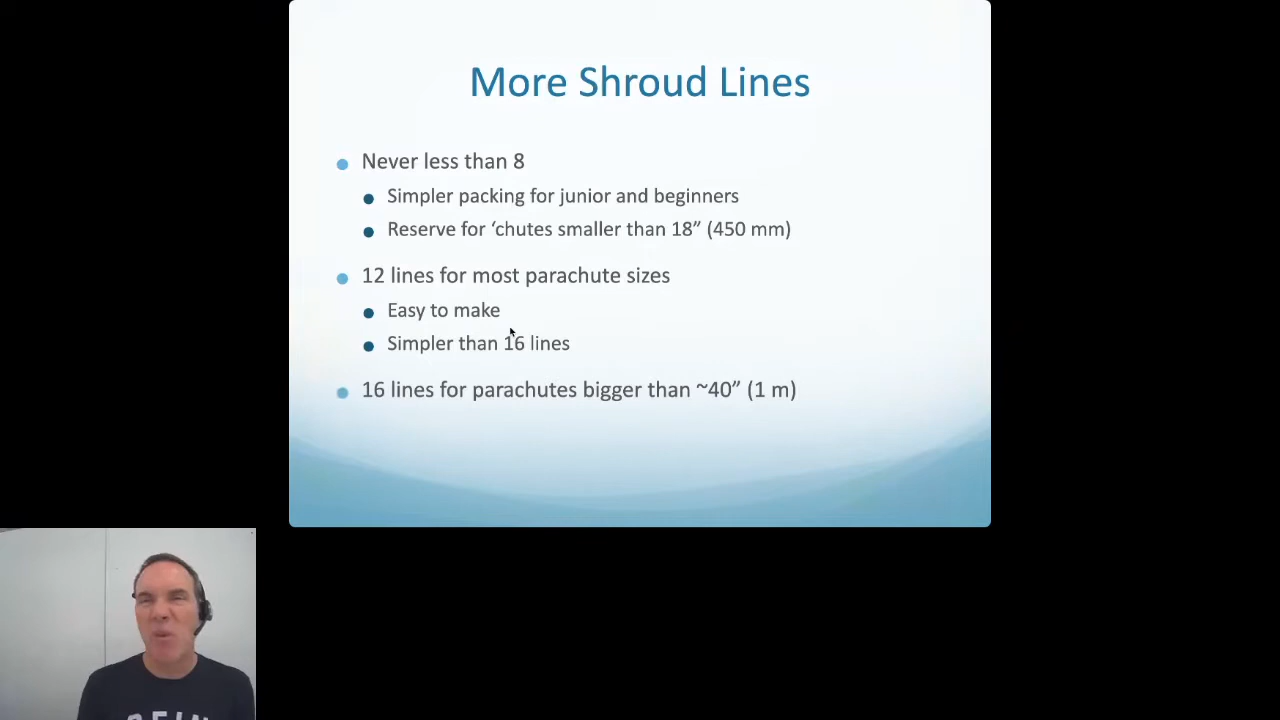 More Shroud Lines
Never less than 8
Simpler packing for junior and beginners
Reserve for ‘chutes smaller than 18” (450 mm)
12 lines for most parachute sizes
Easy to make
Simpler than 16 lines
16 lines for parachutes bigger than ~40” (1 m)